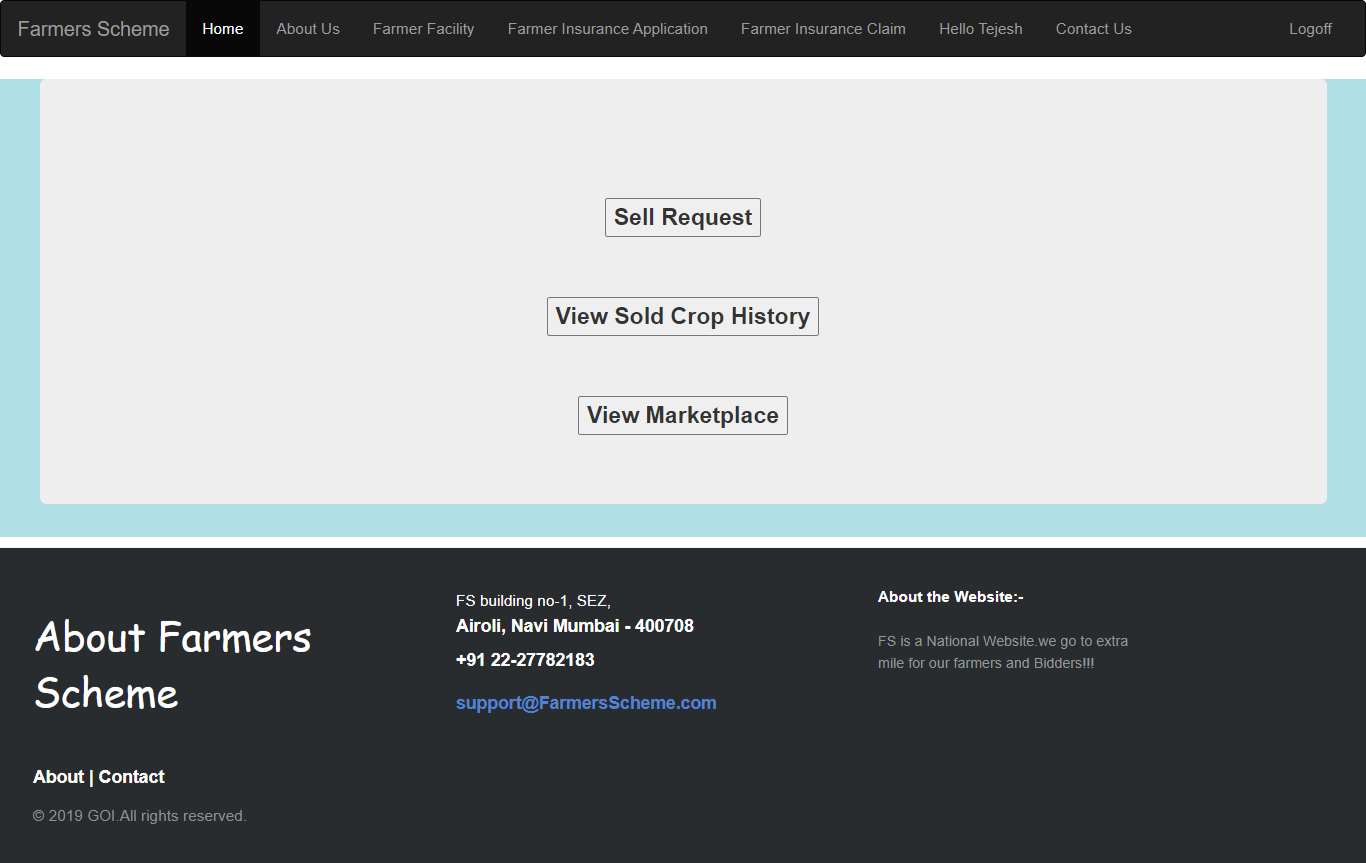 Farmers Scheme Home About Us Farmer Facility Farmer Insurance Application Farmer Insurance Claim Hello Tejesh Contact Us Logoff
Sell Request
View Sold Crop History
View Marketplace
About Farmers
Scheme
About | Contact
© 2019 GOI.All rights reserved.
FS building no-1, SEZ,
Airoli, Navi Mumbai - 400708
+91 22-27782183
support@FarmersScheme.com
About the Website:-
FS is a National Website.we go to extra
mile for our farmers and Bidders!!!